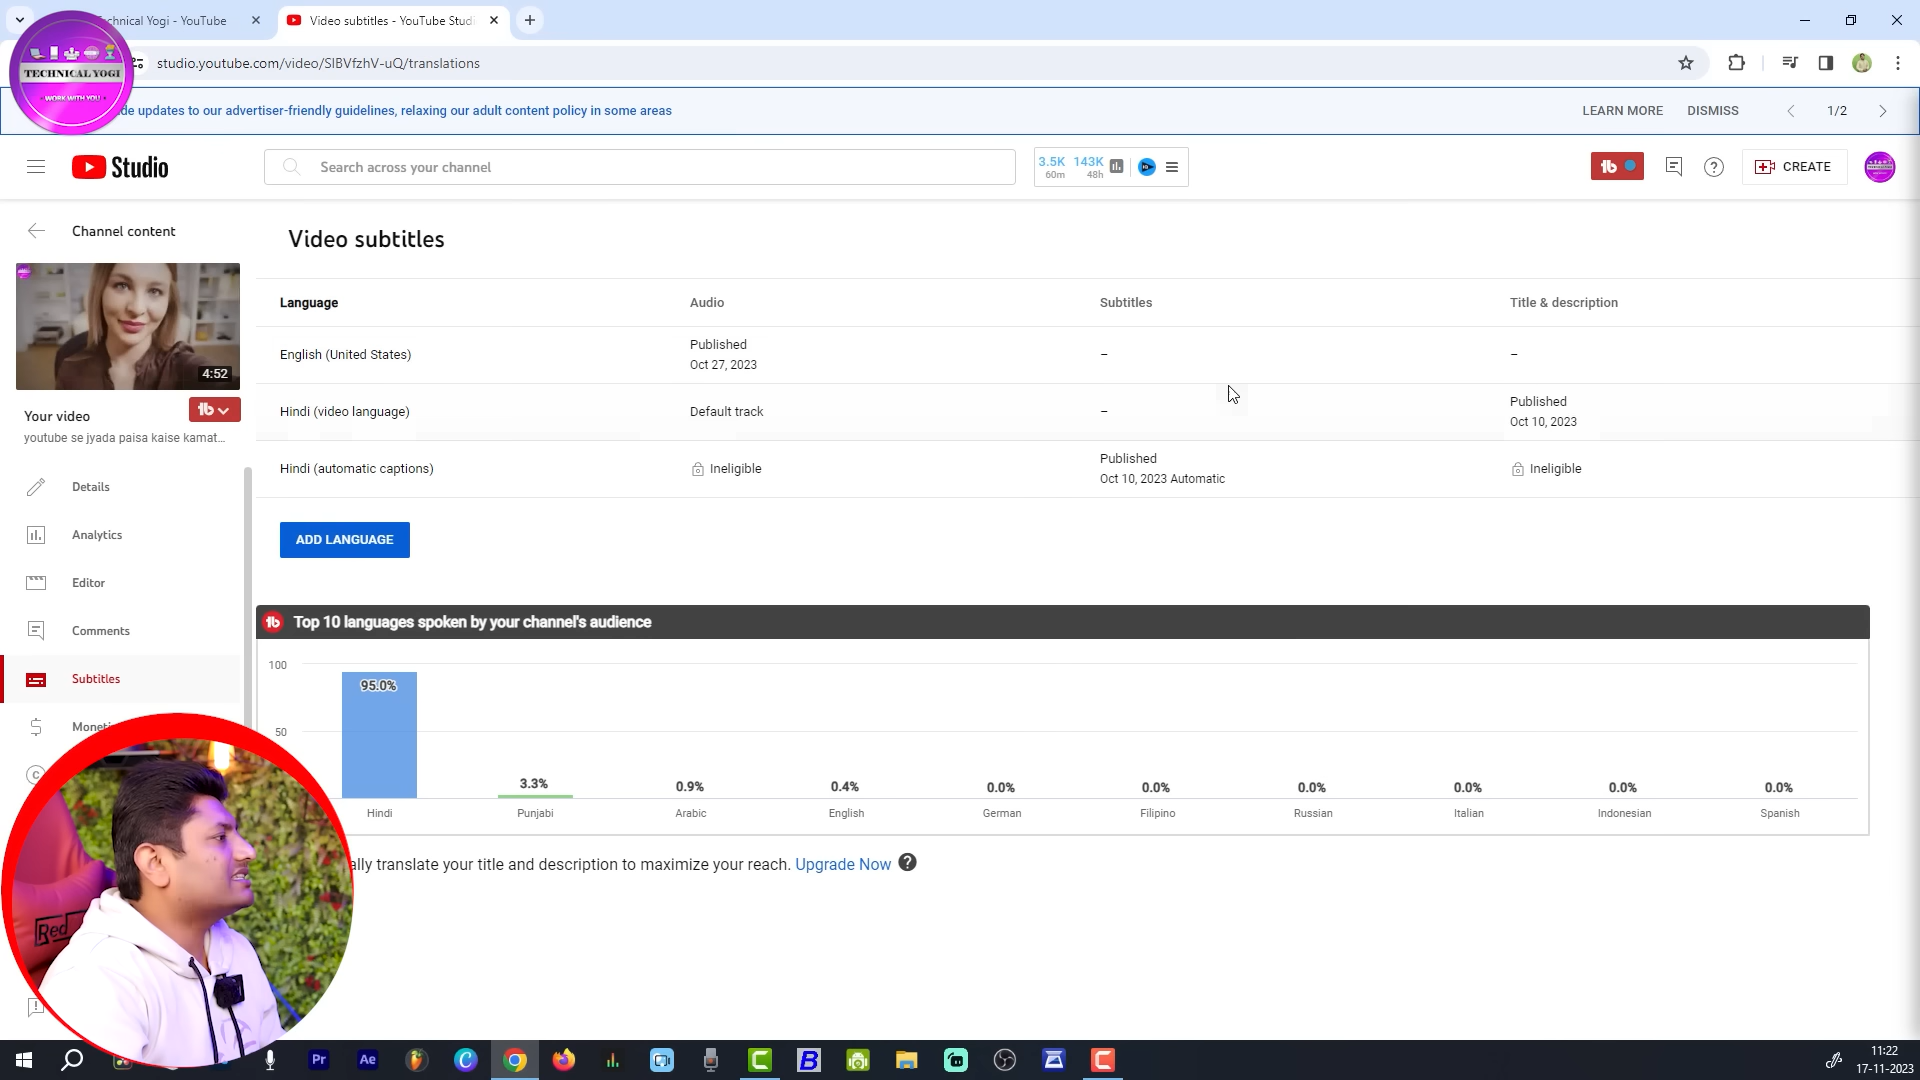 chnical Yogi - YouTube
Video subtitles - YouTube Studi
TECHNICAL YOGI
- WORK WITH YOU -
studio.youtube.com/video/SIBVfzhV-uQ/translations
de updates to our advertiser-friendly guidelines, relaxing our adult content policy in some areas
LEARN MORE
DISMISS
1/2
Studio
Search across your channel
3.5K 143K
60m 48h
CREATE
Channel content
Video subtitles
Language Audio Subtitles Title & description
English (United States)
Published
Oct 27, 2023
–
–
Hindi (video language)
Default track
–
Published
Oct 10, 2023
Hindi (automatic captions)
Ineligible
Published
Oct 10, 2023 Automatic
Ineligible
4:52
Your video
youtube se jyada paisa kaise kamat...
ADD LANGUAGE
Details
Analytics
Editor
Comments
Subtitles
Moneti
Top 10 languages spoken by your channel's audience
100
50
95.0% 3.3% 0.9% 0.4% 0.0% 0.0% 0.0% 0.0% 0.0% 0.0%
Hindi Punjabi Arabic English German Filipino Russian Italian Indonesian Spanish
ally translate your title and description to maximize your reach. Upgrade Now ?
Red
Pr
Ae
11:22
17-11-2023